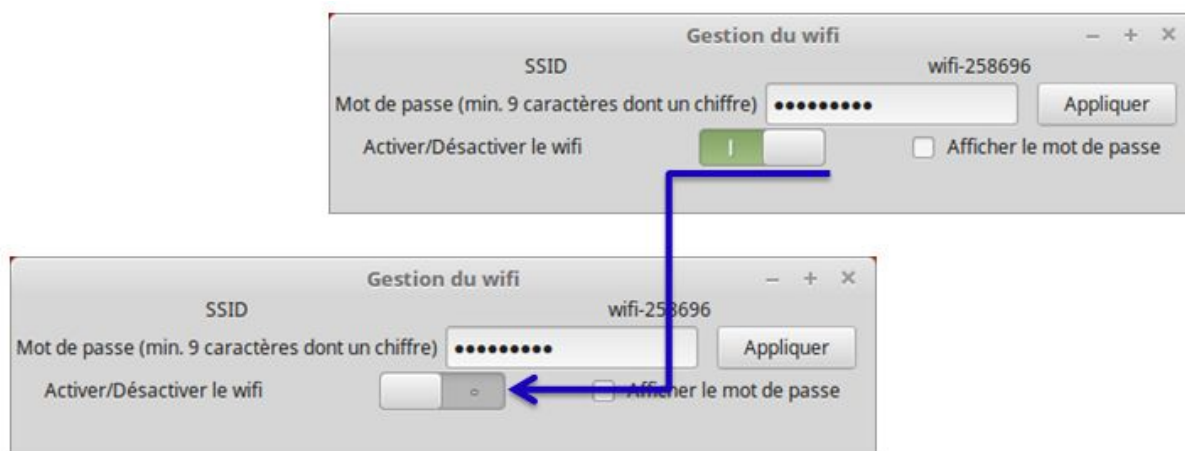 Gestion du wifi
SSID wifi-258696
Mot de passe (min. 9 caractères dont un chiffre) ●●●●●●●●● Appliquer
Activer/Désactiver le wifi Afficher le mot de passe
Gestion du wifi
SSID wifi-258696
Mot de passe (min. 9 caractères dont un chiffre) ●●●●●●●●● Appliquer
Activer/Désactiver le wifi Afficher le mot de passe